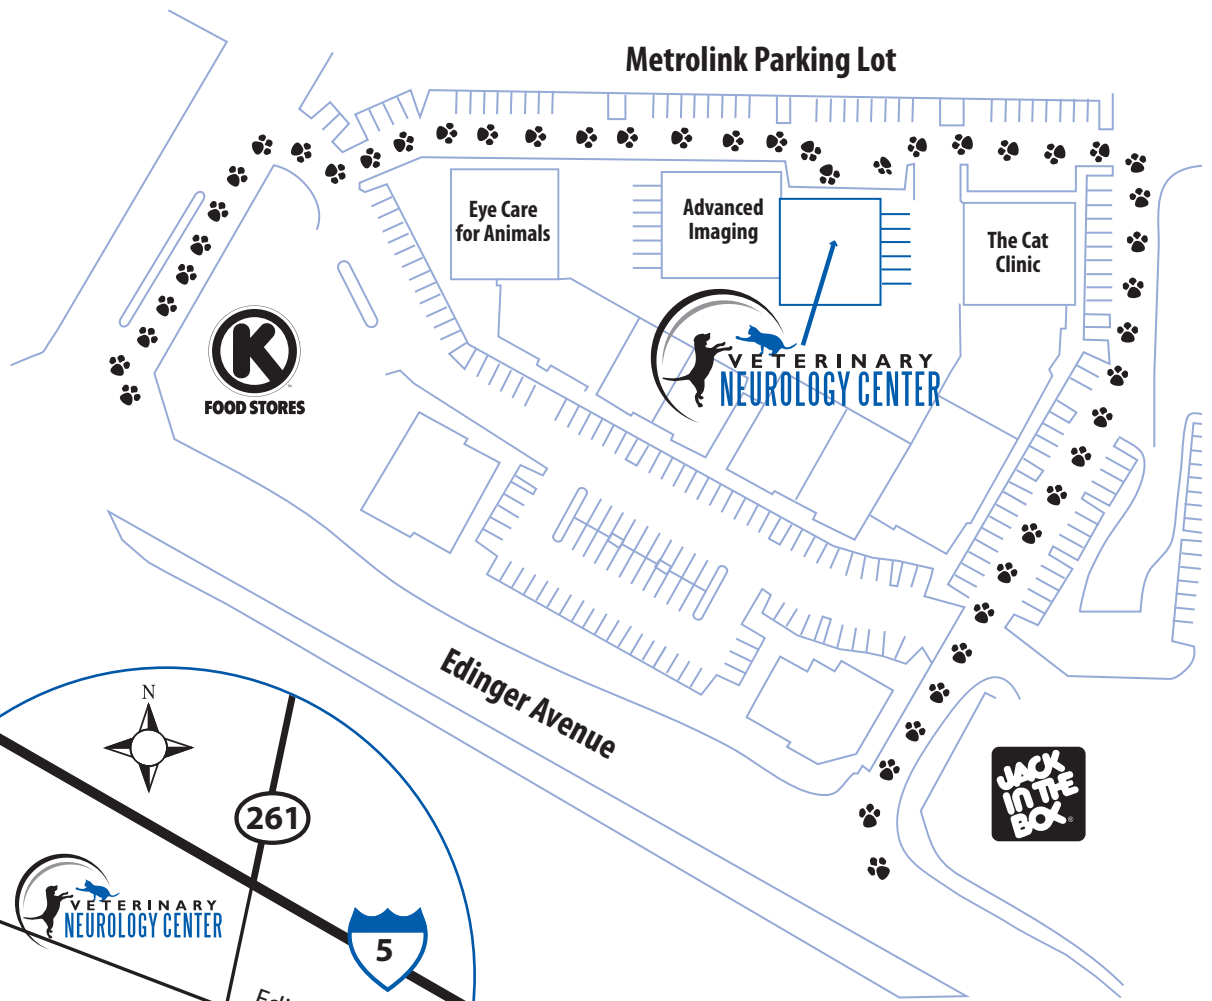 Metrolink Parking Lot
Eye Care
for Animals
Advanced
Imaging
The Cat
Clinic
K
FOOD STORES
VETERINARY
NEUROLOGY CENTER
Edinger Avenue
JACK
IN THE
BOX®
N
261
VETERINARY
NEUROLOGY CENTER
5